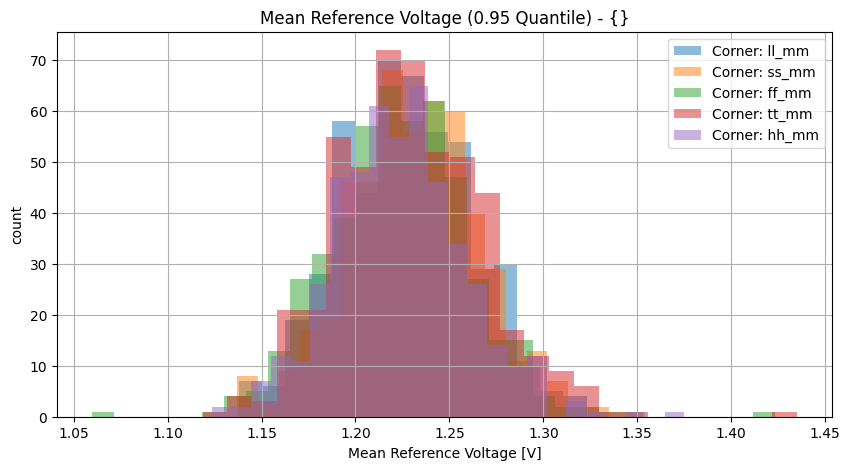 Mean Reference Voltage (0.95 Quantile) - {}
Corner: ll_mm
Corner: ss_mm
Corner: ff_mm
Corner: tt_mm
Corner: hh_mm
count
70
60
50
40
30
20
10
0
1.05 1.10 1.15 1.20 1.25 1.30 1.35 1.40 1.45
Mean Reference Voltage [V]